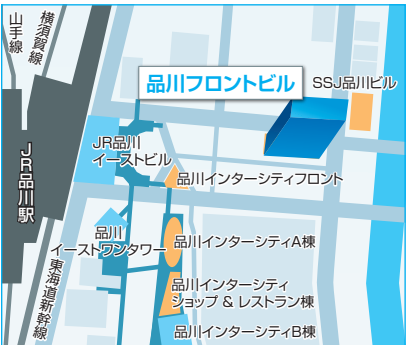 山手線
横須賀線
品川フロントビル
SSJ品川ビル
JR品川
イーストビル
JR品川駅
品川インターシティフロント
品川
イーストワンタワー
品川インターシティA棟
東海道新幹線
品川インターシティ
ショップ & レストラン棟
品川インターシティB棟